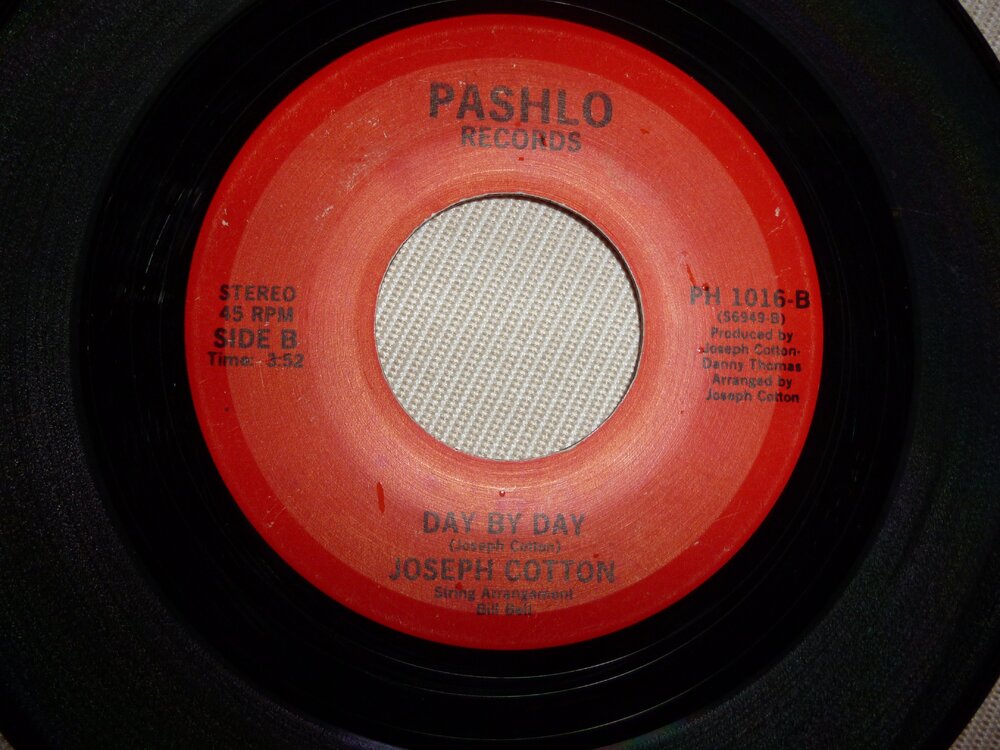 PASHLO
RECORDS
STEREO
45 RPM
SIDE B
Time: 3:52
PH 1016-B
(56949-B)
Produced by
Joseph Cotton-
Danny Thomas
Arranged by
Joseph Cotton
DAY BY DAY
(Joseph Cotton)
JOSEPH COTTON
String Arrangement
Bill Bell